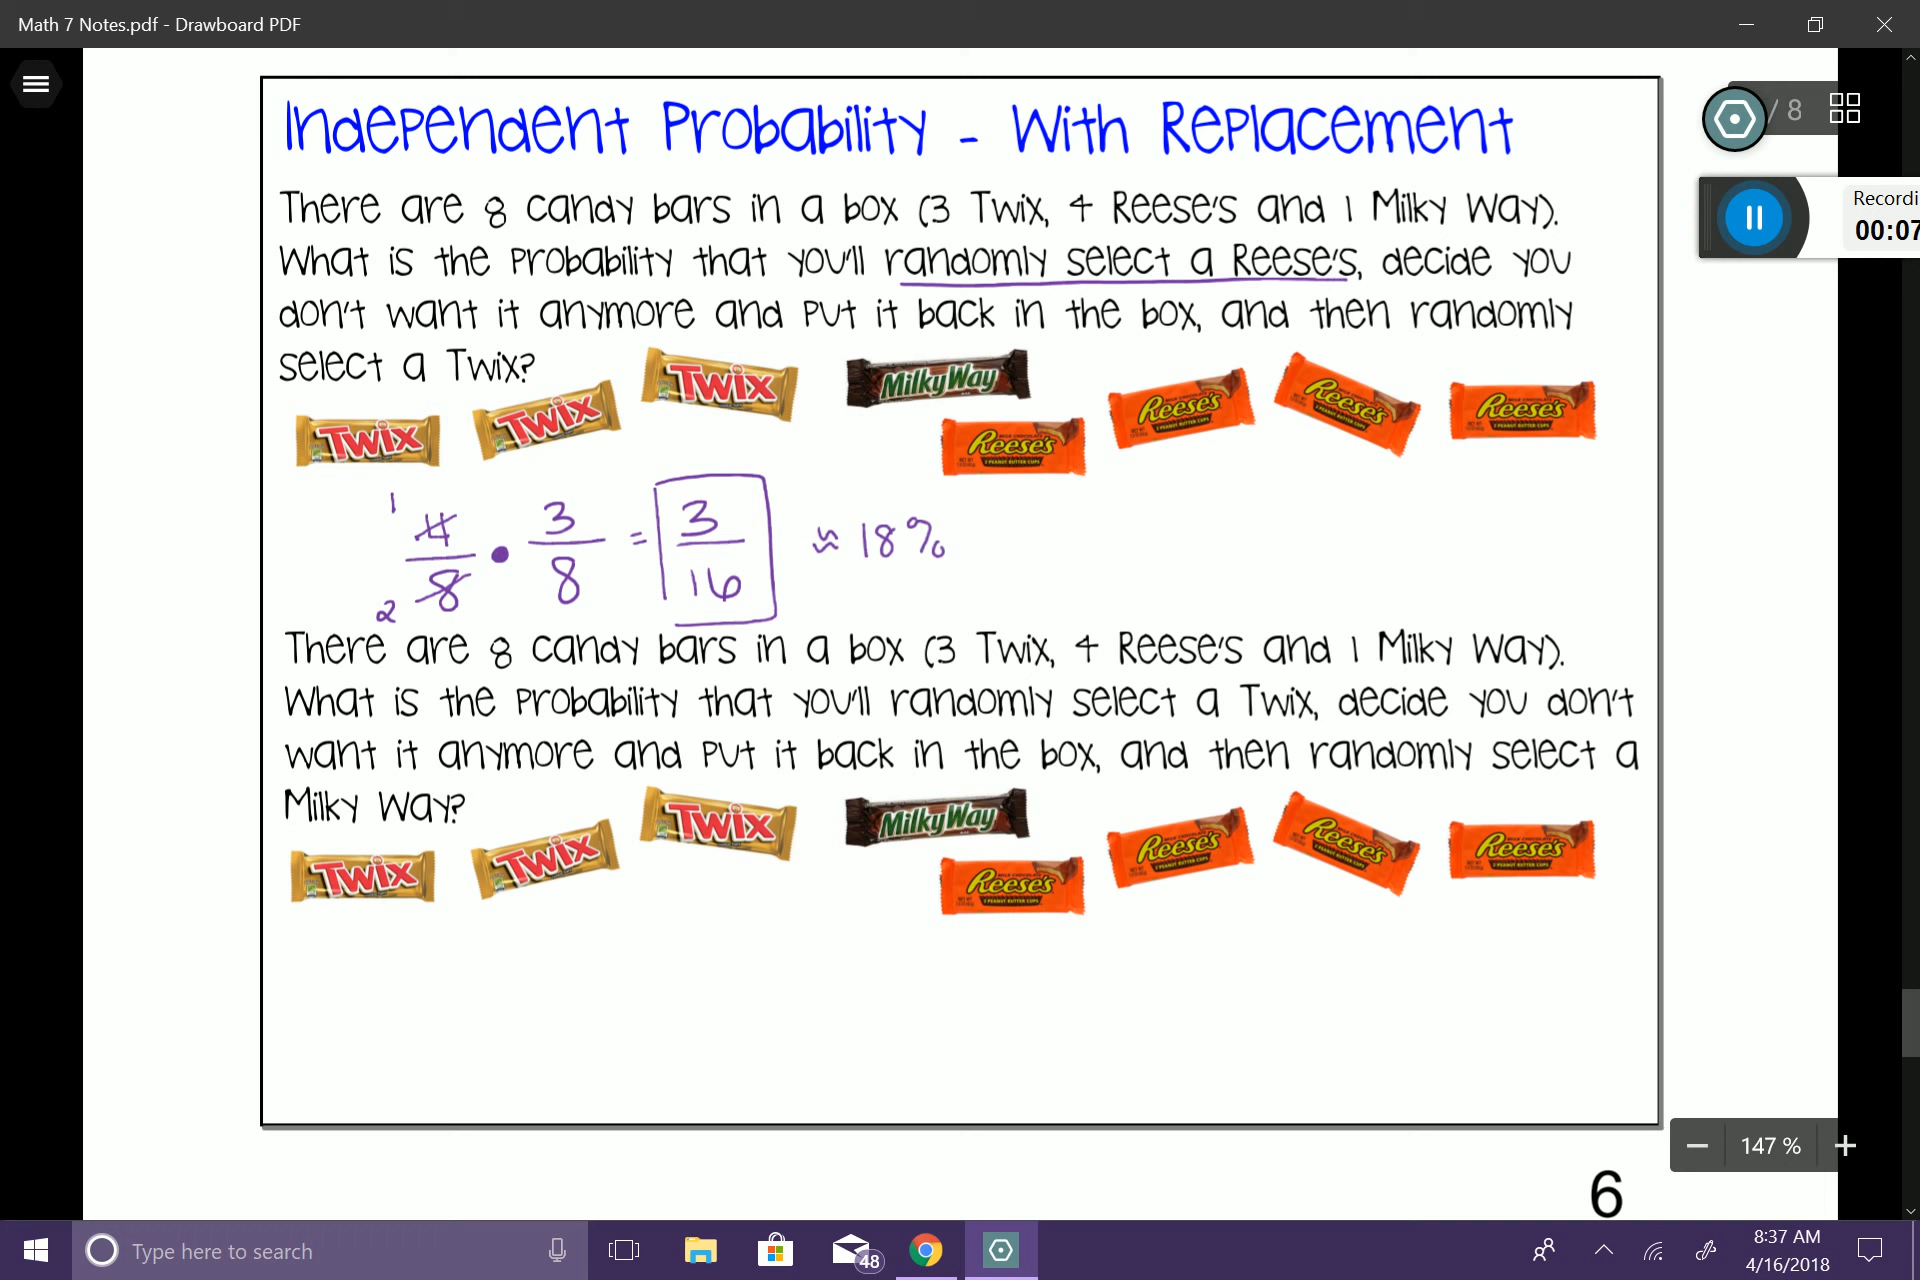 Math 7 Notes.pdf - Drawboard PDF
Independent Probability - With Replacement
/ 8
There are 8 candy bars in a box (3 Twix, 4 Reese's and 1 Milky Way).
Recordi
00:07
What is the probability that you'll randomly select a Reese's, decide you
don't want it anymore and put it back in the box, and then randomly
select a Twix?
TWIX TWIX TWIX MilkyWay Reese's Reese's Reese's Reese's
1 4/8 2 • 3/8 = 3/16 ≈ 18%
There are 8 candy bars in a box (3 Twix, 4 Reese's and 1 Milky Way).
What is the probability that you'll randomly select a Twix, decide you don't
want it anymore and put it back in the box, and then randomly select a
Milky Way?
TWIX TWIX TWIX MilkyWay Reese's Reese's Reese's Reese's
147 %
6
Type here to search
48
8:37 AM
4/16/2018